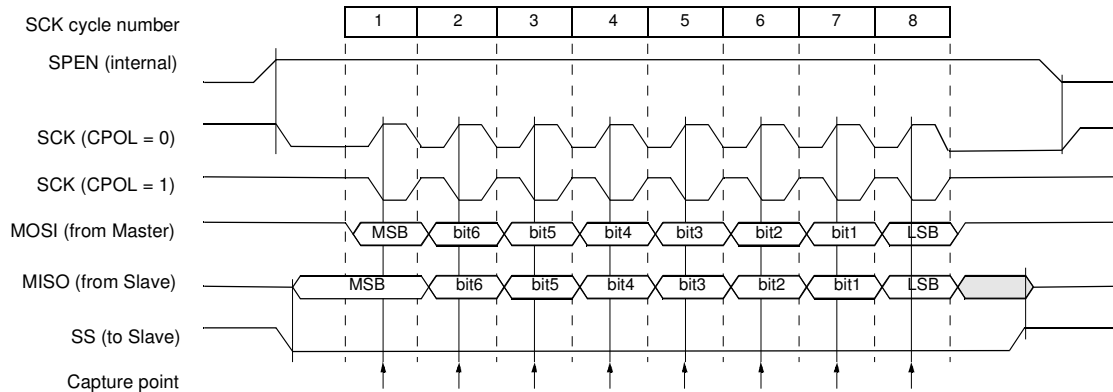 SCK cycle number 1 2 3 4 5 6 7 8
SPEN (internal)
SCK (CPOL = 0)
SCK (CPOL = 1)
MOSI (from Master) MSB bit6 bit5 bit4 bit3 bit2 bit1 LSB
MISO (from Slave) MSB bit6 bit5 bit4 bit3 bit2 bit1 LSB
SS (to Slave)
Capture point